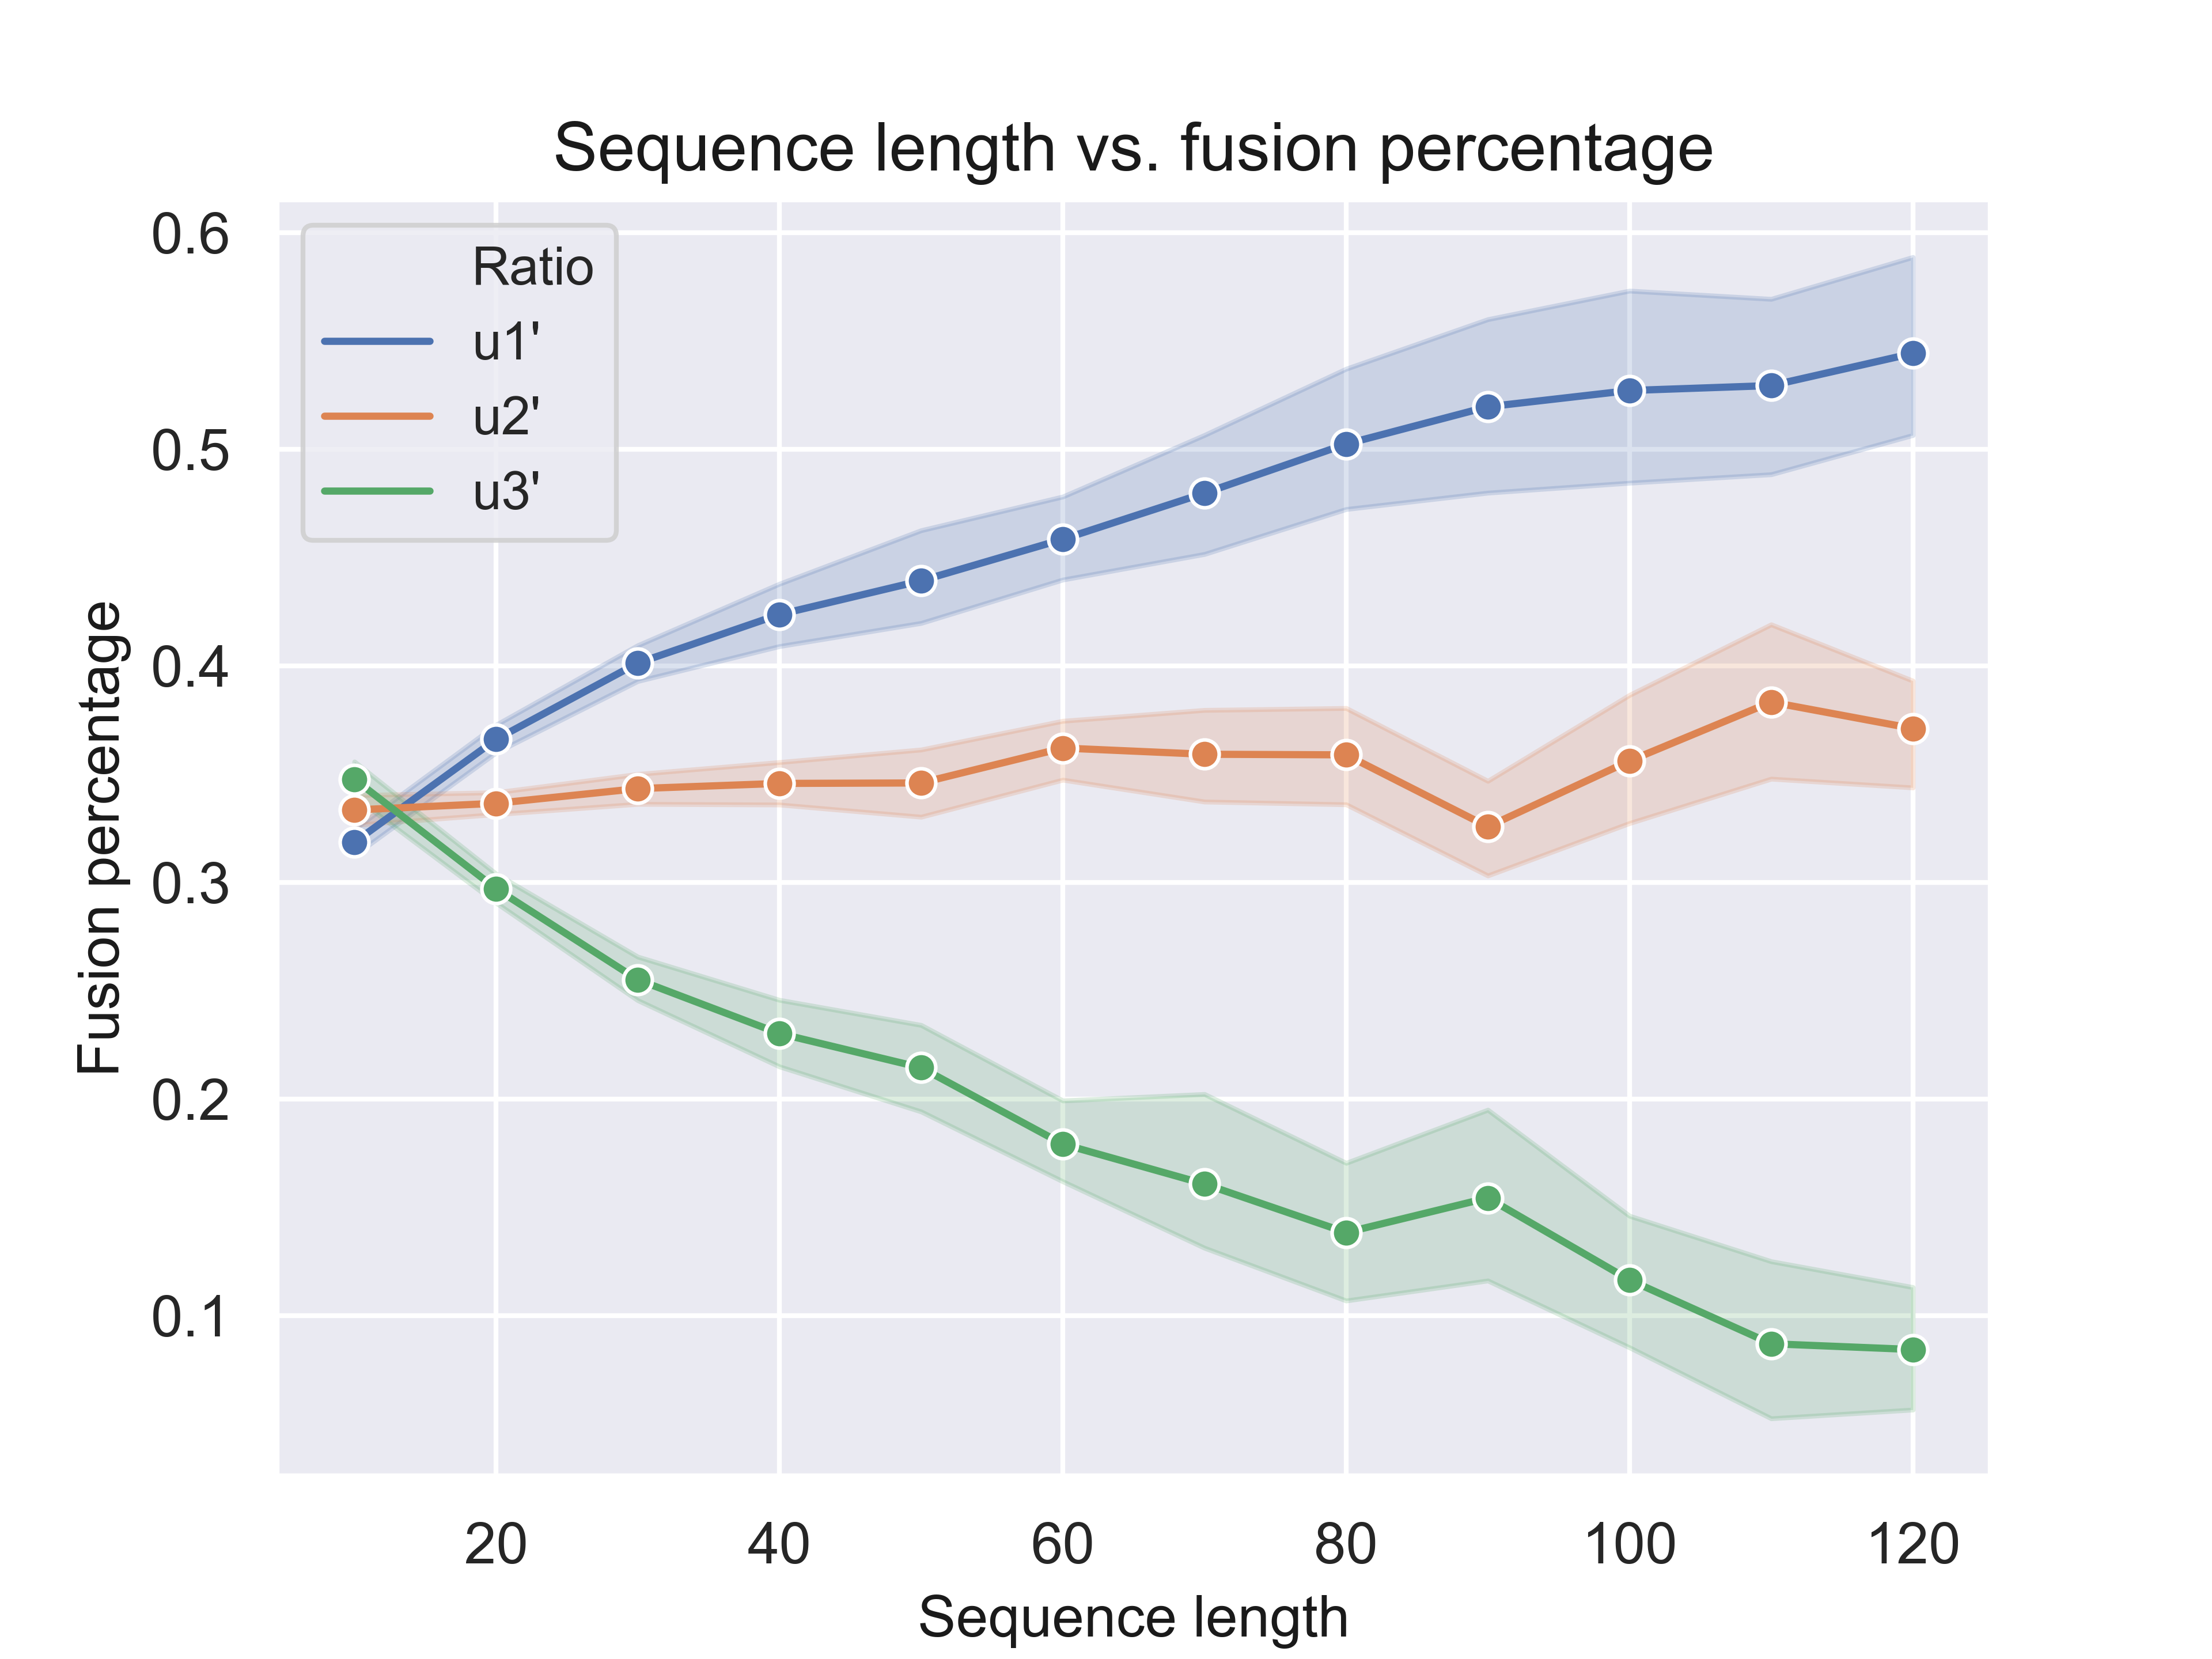 Sequence length vs. fusion percentage
Fusion percentage
0.6
0.5
0.4
0.3
0.2
0.1
Ratio
u1'
u2'
u3'
20 40 60 80 100 120
Sequence length